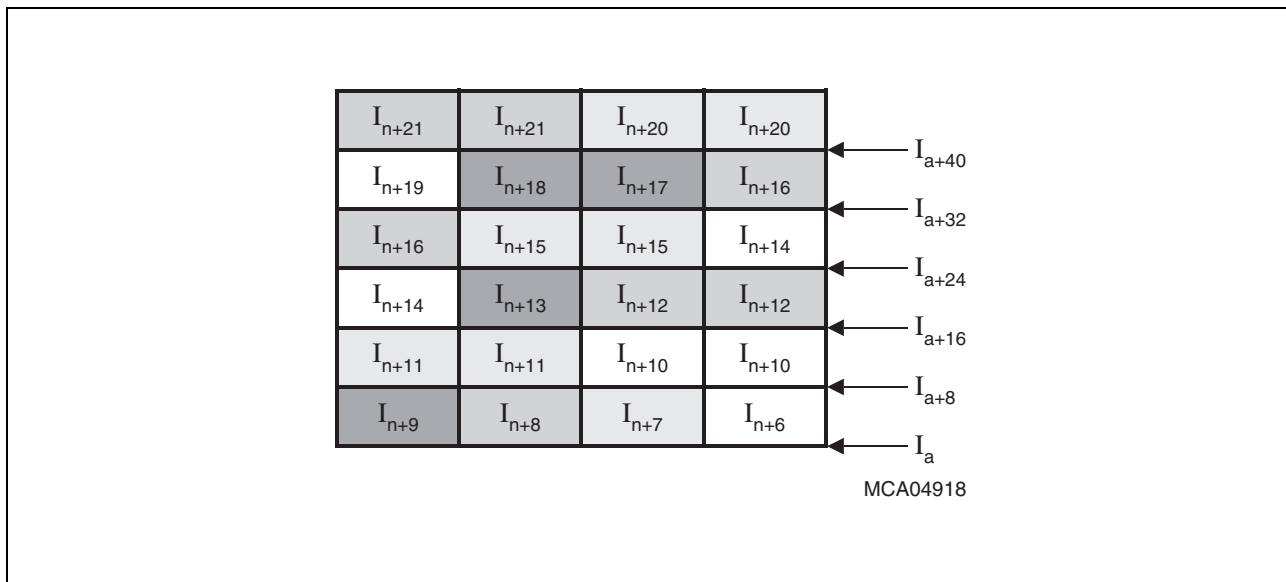 In+21 In+21 In+20 In+20
Ia+40
In+19 In+18 In+17 In+16
Ia+32
In+16 In+15 In+15 In+14
Ia+24
In+14 In+13 In+12 In+12
Ia+16
In+11 In+11 In+10 In+10
Ia+8
In+9 In+8 In+7 In+6
Ia
MCA04918